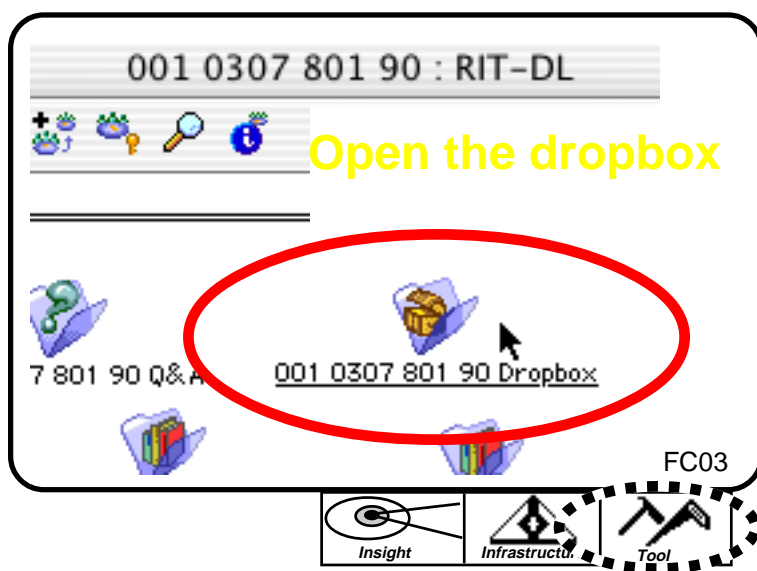 001 0307 801 90 : RIT-DL
Open the dropbox
7 801 90 Q&A
001 0307 801 90 Dropbox
FC03
Insight
Infrastructu
Tool